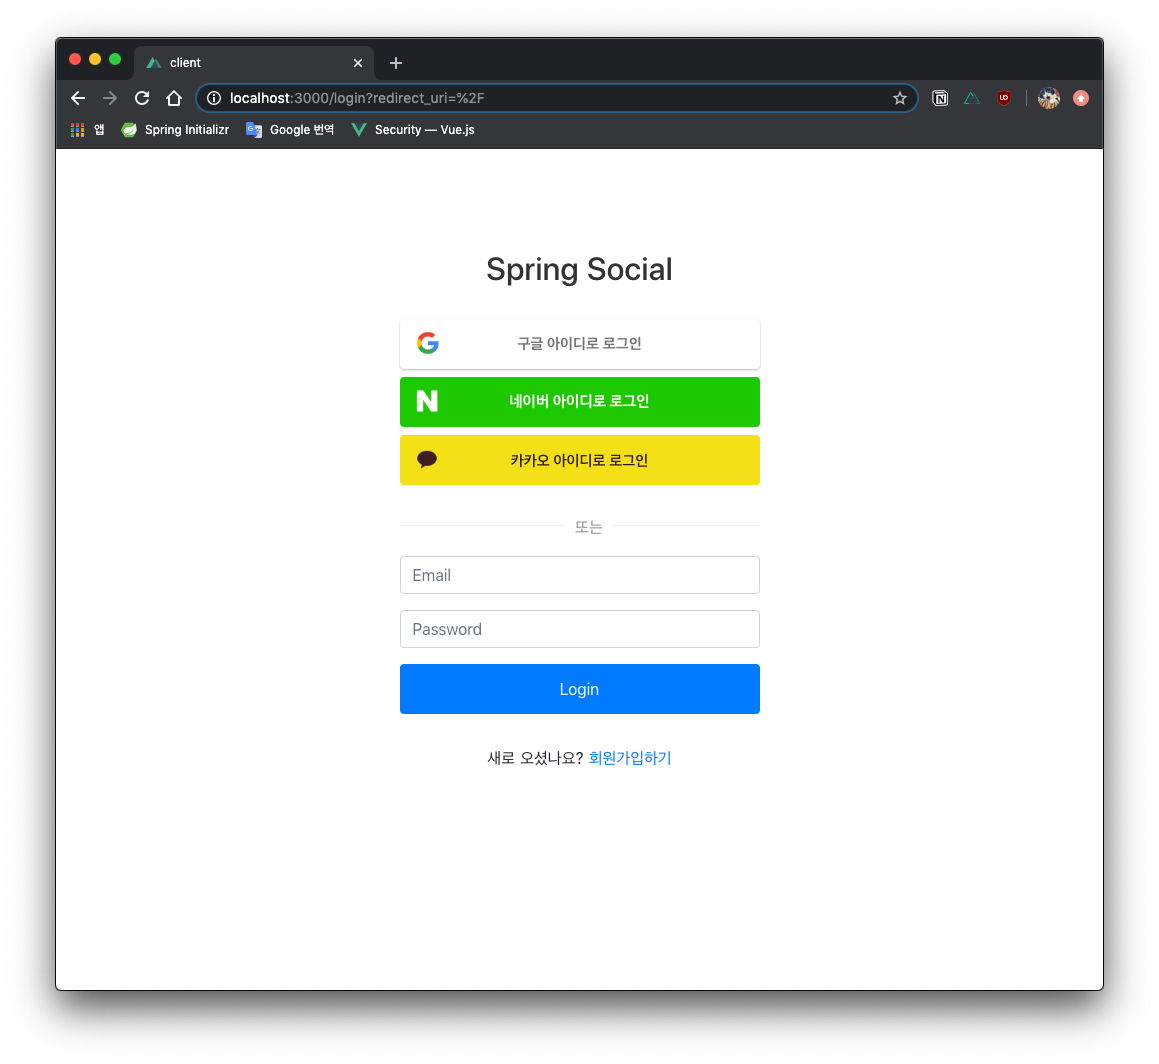 client
localhost:3000/login?redirect_uri=%2F
앱 Spring Initializr Google 번역 Security — Vue.js
Spring Social
구글 아이디로 로그인
네이버 아이디로 로그인
카카오 아이디로 로그인
또는
Email
Password
Login
새로 오셨나요? 회원가입하기